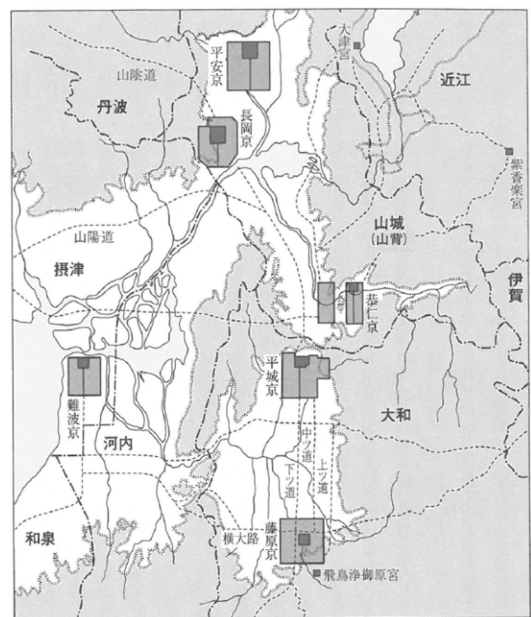 平安京
大津宮
近江
山陰道
丹波
長岡京
紫香楽宮
山城
(山背)
山陽道
摂津
伊賀
恭仁京
平城京
大和
難波京
河内
中ツ道
上ツ道
下ツ道
和泉
横大路
藤原京
飛鳥浄御原宮